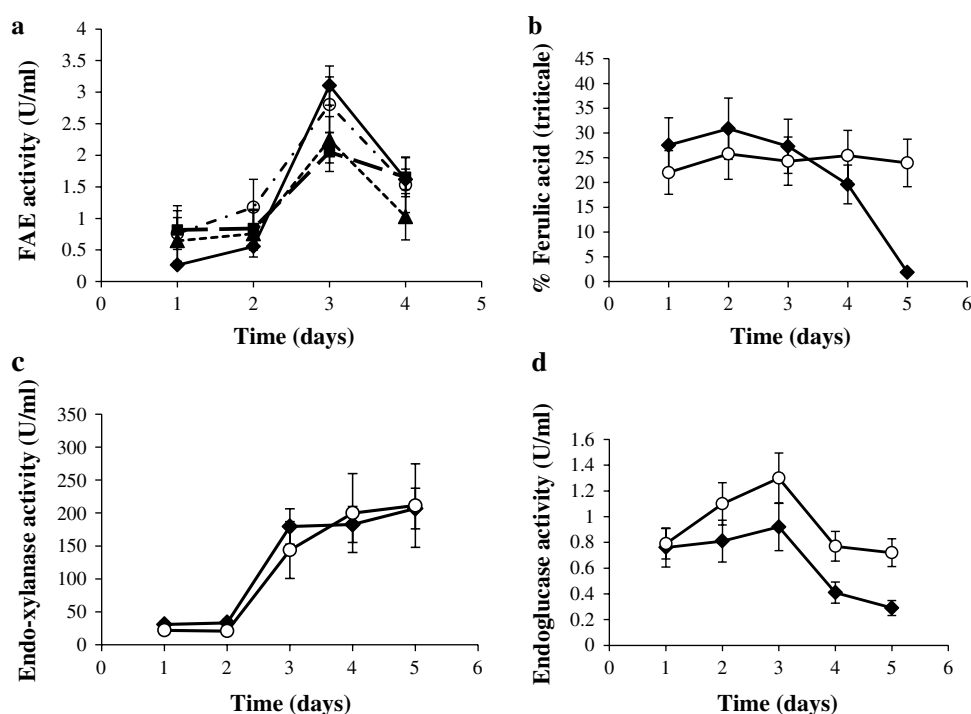 a
FAE activity (U/ml)
4
3.5
3
2.5
2
1.5
1
0.5
0
0 1 2 3 4 5
Time (days)
b
% Ferulic acid (triticale)
45
40
35
30
25
20
15
10
5
0
0 1 2 3 4 5 6
Time (days)
c
Endo-xylanase activity (U/ml)
350
300
250
200
150
100
50
0
0 1 2 3 4 5 6
Time (days)
d
Endoglucase activity (U/ml)
1.6
1.4
1.2
1
0.8
0.6
0.4
0.2
0
0 1 2 3 4 5 6
Time (days)